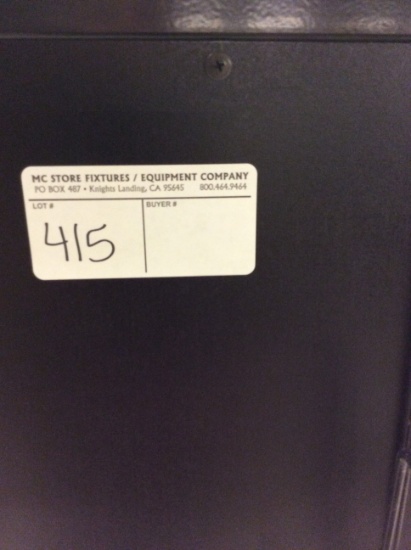 MC STORE FIXTURES / EQUIPMENT COMPANY
PO BOX 487 • Knights Landing, CA 95645 800.464.9464
LOT # BUYER #
415